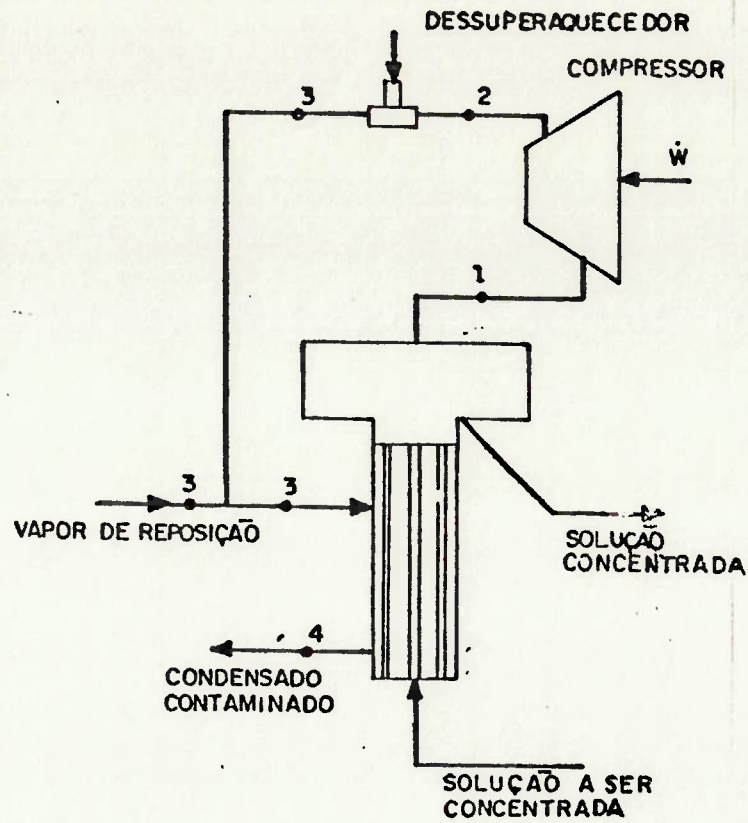 DESSUPERAQUECEDOR
COMPRESSOR
3
2
Ẇ
1
3
3
VAPOR DE REPOSIÇÃO
SOLUÇÃO
CONCENTRADA
4
CONDENSADO
CONTAMINADO
SOLUÇÃO A SER
CONCENTRADA